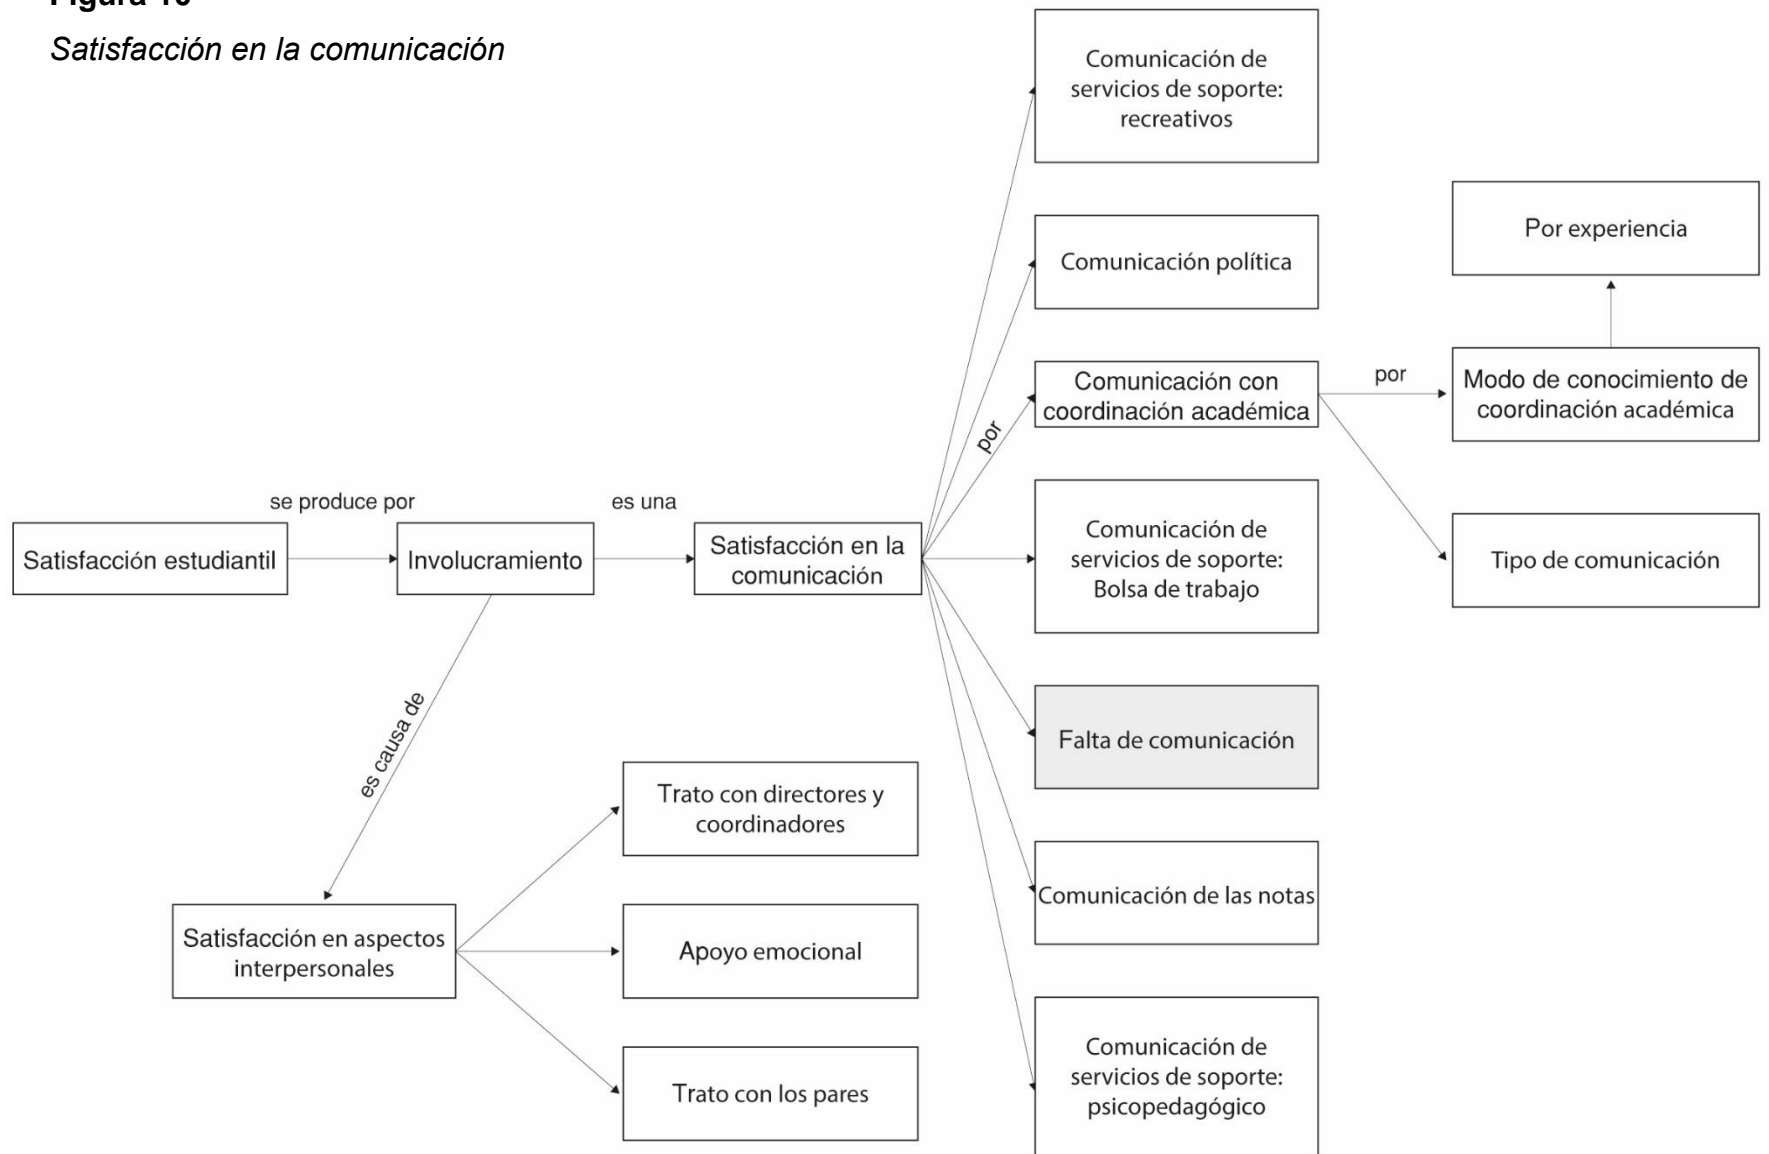 Figura 10
Satisfacción en la comunicación
Comunicación de
servicios de soporte:
recreativos
Por experiencia
Comunicación política
Comunicación con
coordinación académica
por
Modo de conocimiento de
coordinación académica
por
se produce por
es una
Satisfacción estudiantil
Involucramiento
Satisfacción en la
comunicación
Comunicación de
servicios de soporte:
Bolsa de trabajo
Tipo de comunicación
es causa de
Falta de comunicación
Trato con directores y
coordinadores
Comunicación de las notas
Satisfacción en aspectos
interpersonales
Apoyo emocional
Trato con los pares
Comunicación de
servicios de soporte:
psicopedagógico